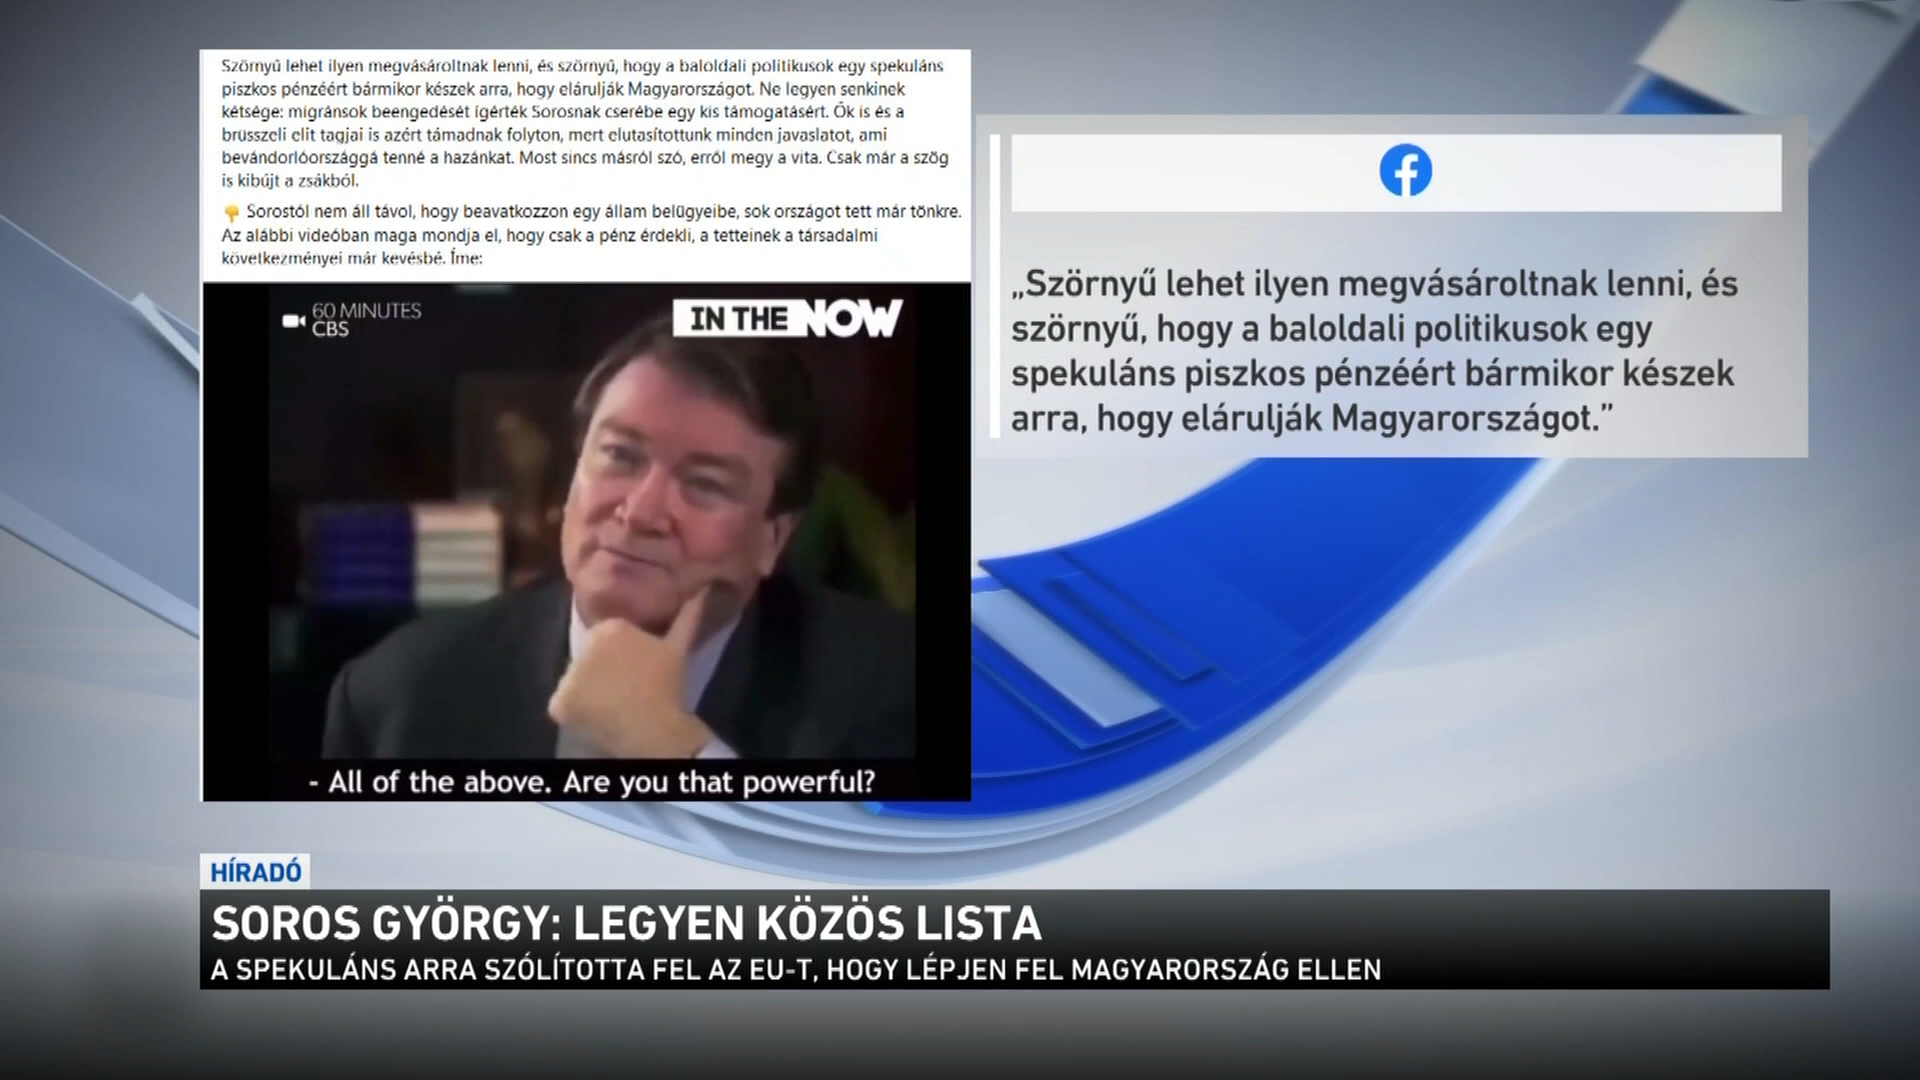 Szörnyű lehet ilyen megvásároltnak lenni, és szörnyű, hogy a baloldali politikusok egy spekuláns
piszkos pénzéért bármikor készek arra, hogy elárulják Magyarországot. Ne legyen senkinek
kétsége: migránsok beengedését ígérték Sorosnak cserébe egy kis támogatásért. Ők is és a
brüsszeli elit tagjai is azért támadnak folyton, mert elutasítottunk minden javaslatot, ami
bevándorlóországgá tenné a hazánkat. Most sincs másról szó, erről megy a vita. Csak már a szög
is kibújt a zsákból.
👇 Sorostól nem áll távol, hogy beavatkozzon egy állam belügyeibe, sok országot tett már tönkre.
Az alábbi videóban maga mondja el, hogy csak a pénz érdekli, a tetteinek a társadalmi
következményei már kevésbé. Íme:
60 MINUTES
CBS
IN THE NOW
- All of the above. Are you that powerful?
„Szörnyű lehet ilyen megvásároltnak lenni, és
szörnyű, hogy a baloldali politikusok egy
spekuláns piszkos pénzéért bármikor készek
arra, hogy elárulják Magyarországot.”
HÍRADÓ
SOROS GYÖRGY: LEGYEN KÖZÖS LISTA
A SPEKULÁNS ARRA SZÓLÍTOTTA FEL AZ EU-T, HOGY LÉPJEN FEL MAGYARORSZÁG ELLEN